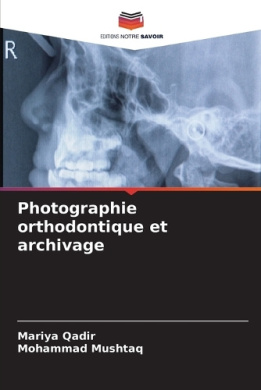 EDITIONS NOTRE SAVOIR
R
Photographie
orthodontique et
archivage
Mariya Qadir
Mohammad Mushtaq